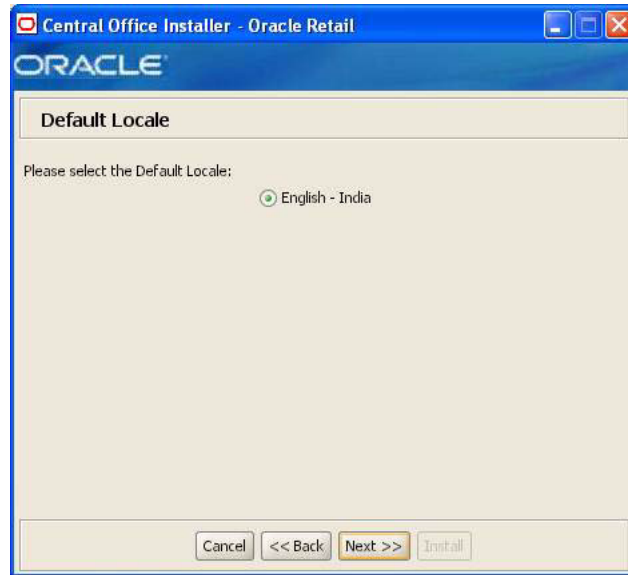 Central Office Installer - Oracle Retail
ORACLE
Default Locale
Please select the Default Locale:
English - India
Cancel << Back Next >> Install